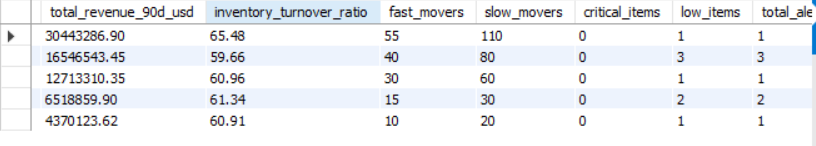 total_revenue_90d_usd inventory_turnover_ratio fast_movers slow_movers critical_items low_items total_ale
30443286.90 65.48 55 110 0 1 1
16546543.45 59.66 40 80 0 3 3
12713310.35 60.96 30 60 0 1 1
6518859.90 61.34 15 30 0 2 2
4370123.62 60.91 10 20 0 1 1